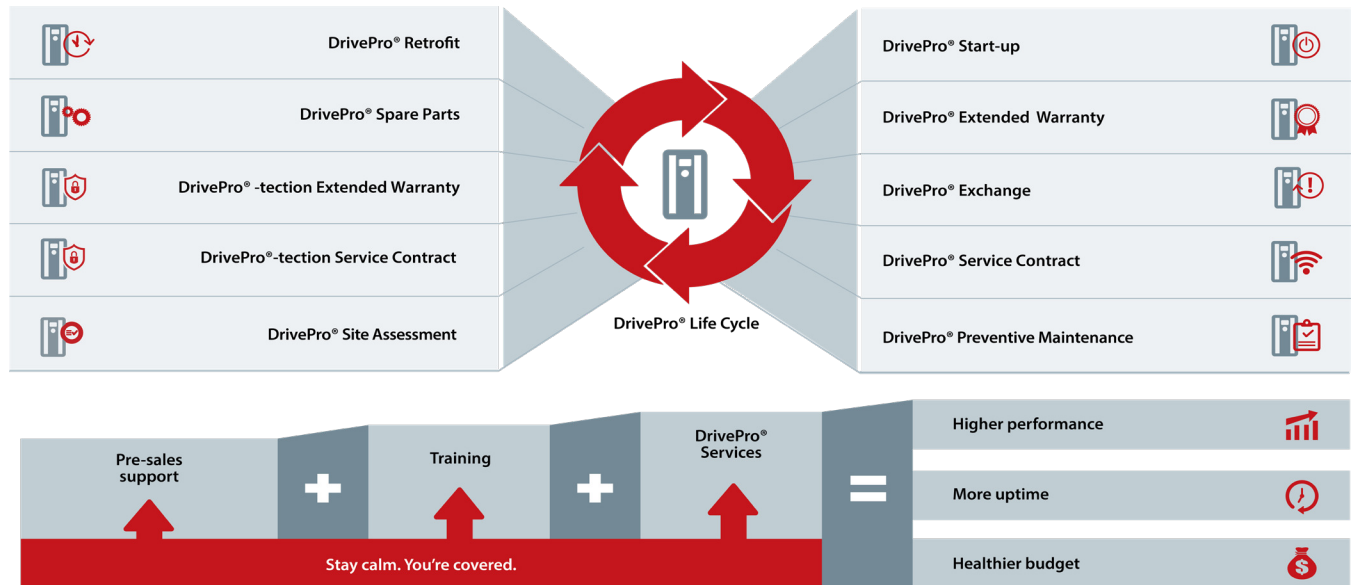 DrivePro® Retrofit
DrivePro® Spare Parts
DrivePro® -tection Extended Warranty
DrivePro®-tection Service Contract
DrivePro® Site Assessment
DrivePro® Life Cycle
DrivePro® Start-up
DrivePro® Extended Warranty
DrivePro® Exchange
DrivePro® Service Contract
DrivePro® Preventive Maintenance
Pre-sales
support
+
Training
+
DrivePro®
Services
=
Stay calm. You're covered.
Higher performance
More uptime
Healthier budget
$